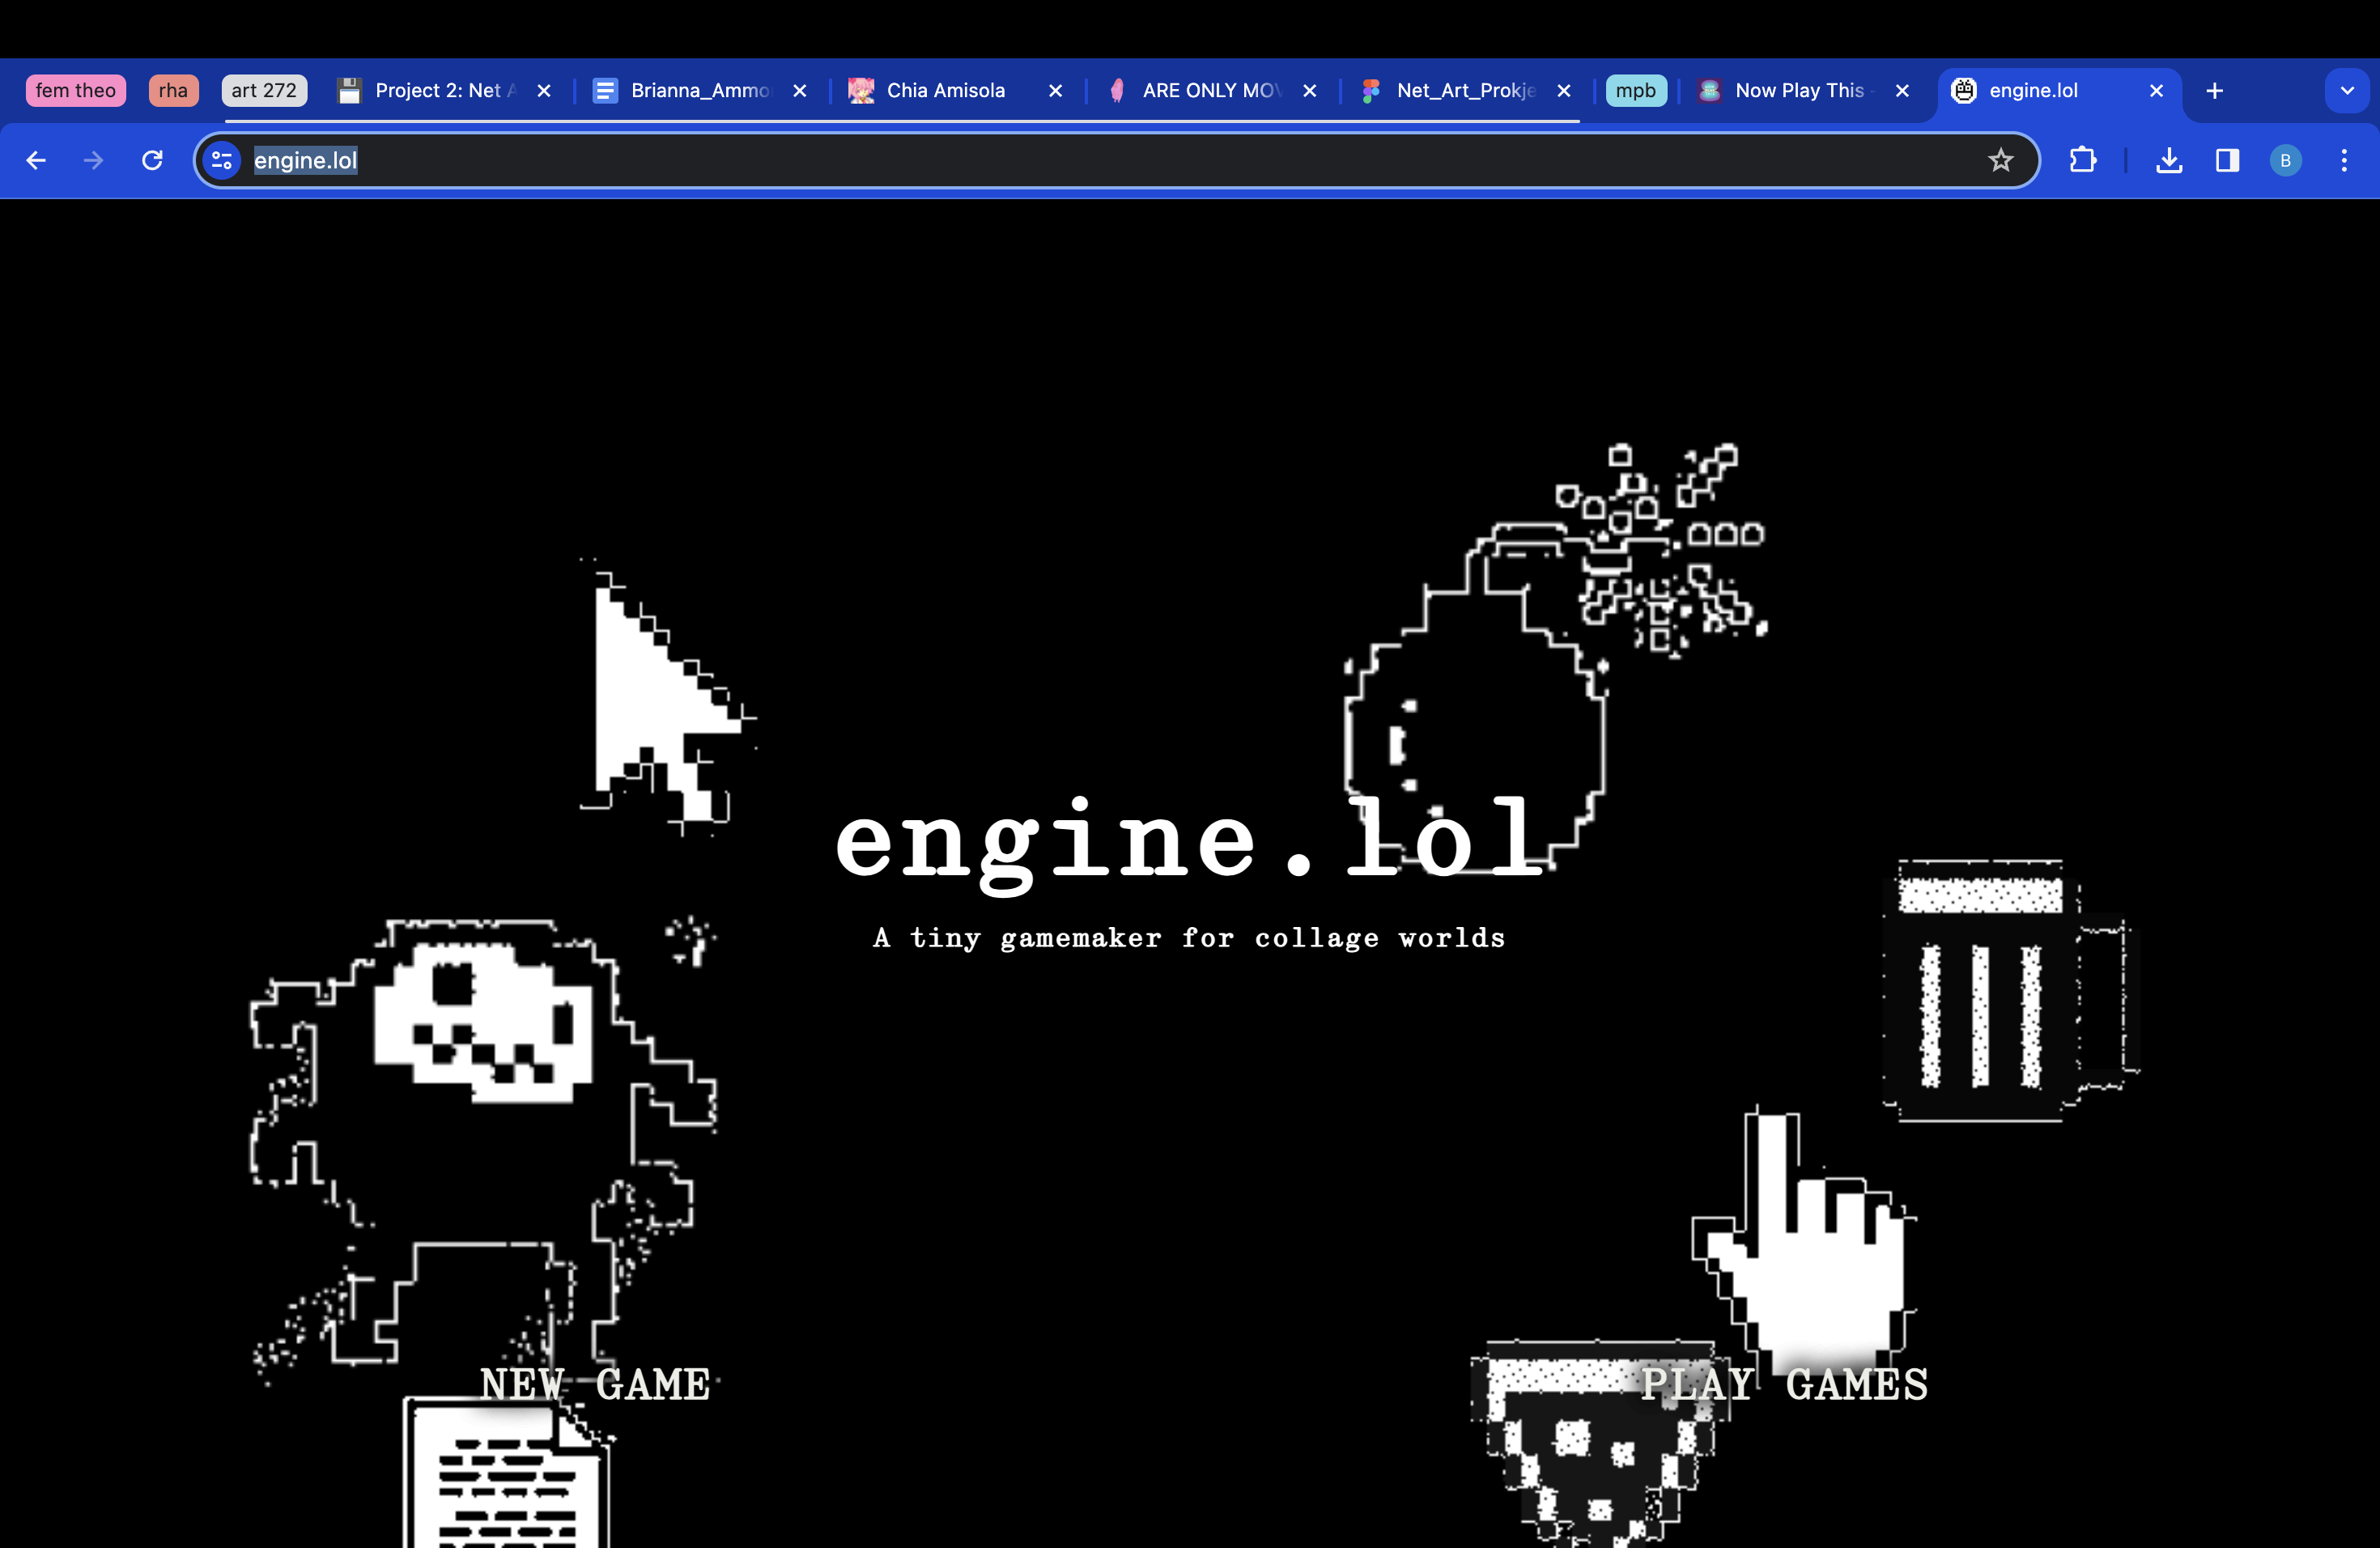 fem theo rha art 272 Project 2: Net A Brianna_Ammo Chia Amisola ARE ONLY MOV Net_Art_Prokje mpb Now Play This - engine.lol
engine.lol B
engine.lol
A tiny gamemaker for collage worlds
NEW GAME PLAY GAMES